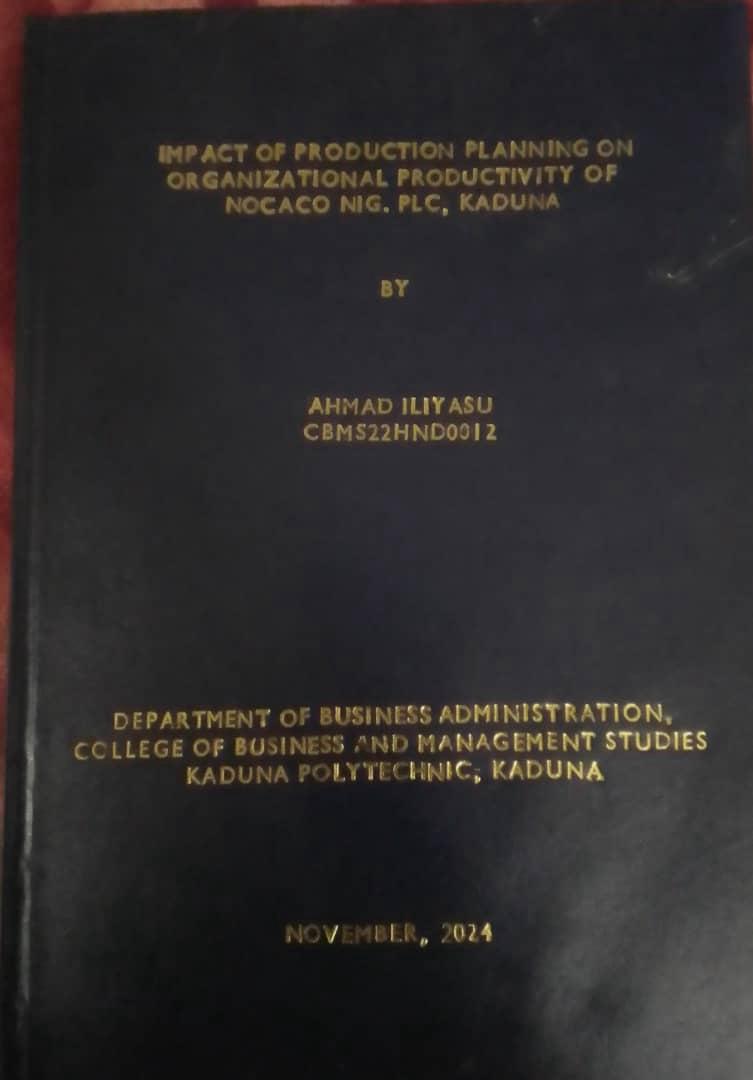 IMPACT OF PRODUCTION PLANNING ON
ORGANIZATIONAL PRODUCTIVITY OF
NOCACO NIG. PLC, KADUNA
BY
AHMAD ILIYASU
CBMS22HND0012
DEPARTMENT OF BUSINESS ADMINISTRATION,
COLLEGE OF BUSINESS AND MANAGEMENT STUDIES
KADUNA POLYTECHNIC, KADUNA
NOVEMBER, 2024